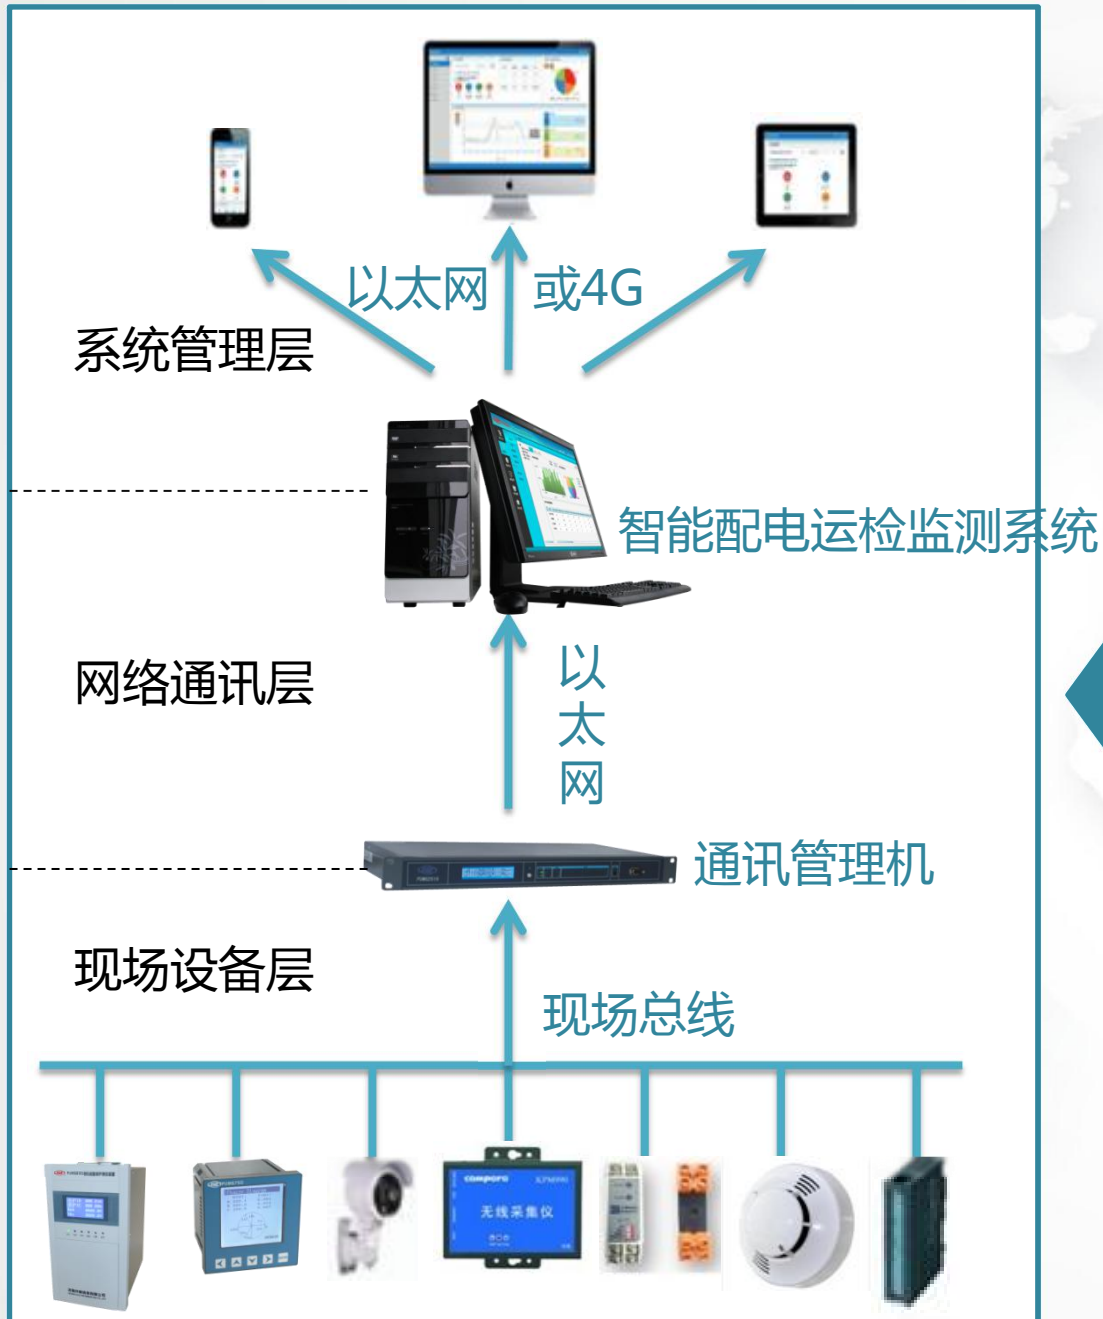 以太网 或4G
系统管理层
智能配电运检监测系统
网络通讯层
以
太
网
通讯管理机
现场设备层
现场总线
无线采集仪